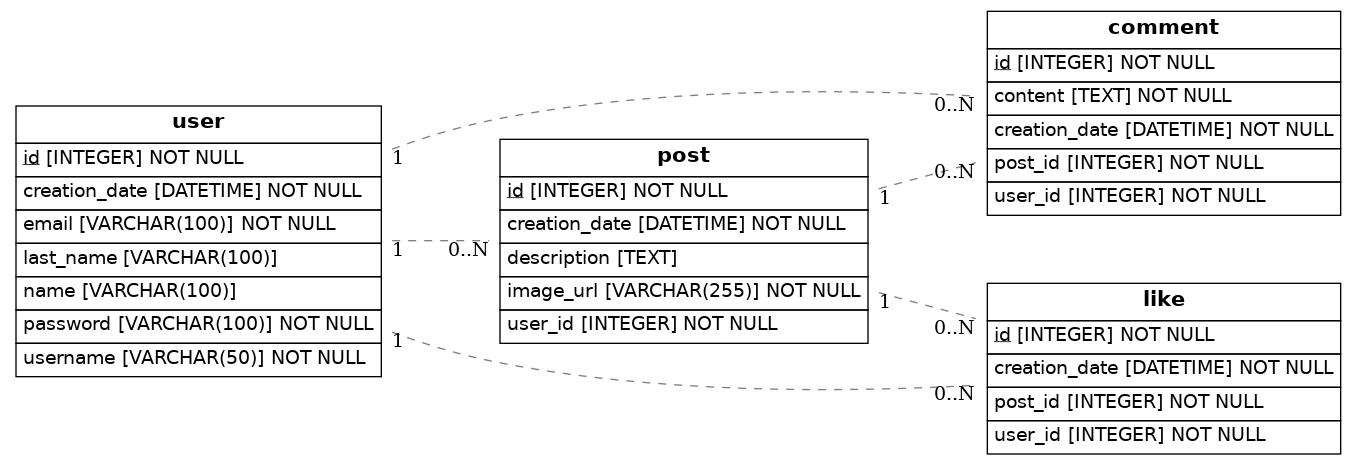 user
id [INTEGER] NOT NULL
creation_date [DATETIME] NOT NULL
email [VARCHAR(100)] NOT NULL
last_name [VARCHAR(100)]
name [VARCHAR(100)]
password [VARCHAR(100)] NOT NULL
username [VARCHAR(50)] NOT NULL
1
0..N
1
0..N
1
0..N
post
id [INTEGER] NOT NULL
creation_date [DATETIME] NOT NULL
description [TEXT]
image_url [VARCHAR(255)] NOT NULL
user_id [INTEGER] NOT NULL
1
0..N
1
0..N
comment
id [INTEGER] NOT NULL
content [TEXT] NOT NULL
creation_date [DATETIME] NOT NULL
post_id [INTEGER] NOT NULL
user_id [INTEGER] NOT NULL
like
id [INTEGER] NOT NULL
creation_date [DATETIME] NOT NULL
post_id [INTEGER] NOT NULL
user_id [INTEGER] NOT NULL